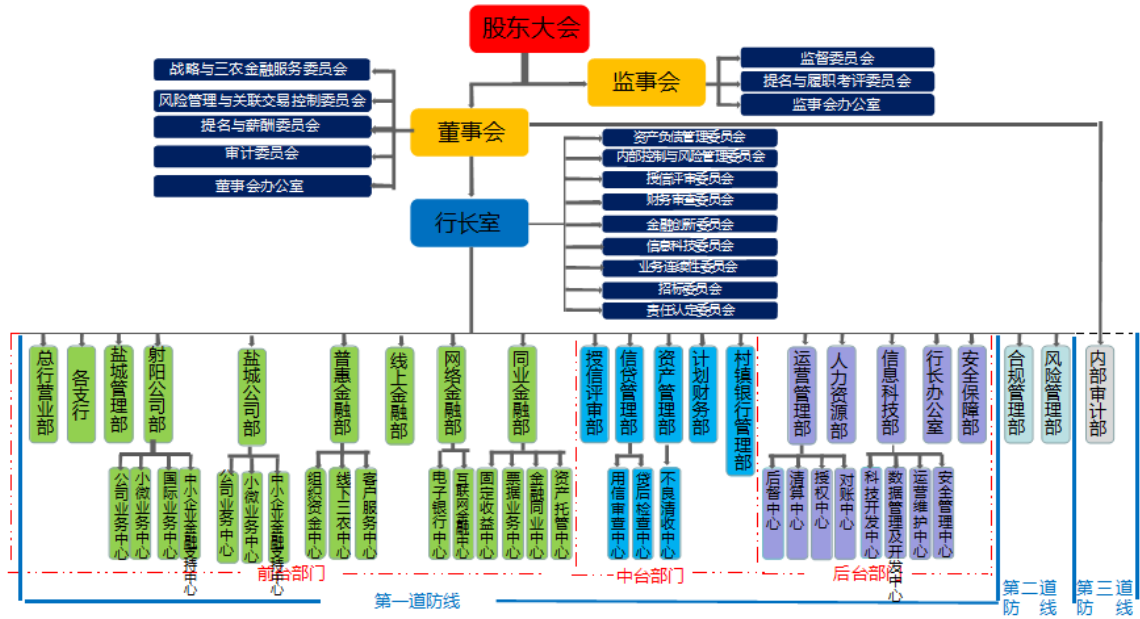 股东大会
监事会
监督委员会
提名与履职考评委员会
监事会办公室
战略与三农金融服务委员会
风险管理与关联交易控制委员会
提名与薪酬委员会
审计委员会
董事会办公室
董事会
资产负债管理委员会
内部控制与风险管理委员会
授信评审委员会
财务审查委员会
金融创新委员会
信息科技委员会
业务连续性委员会
招标委员会
责任认定委员会
行长室
总行营业部
各支行
盐城管理部
射阳公司部
盐城公司部
普惠金融部
线上金融部
网络金融部
同业金融部
授信评审部
信贷管理部
资产管理部
计划财务部
村镇银行管理部
运营管理部
人力资源部
信息科技部
行长办公室
安全保障部
合规管理部
风险管理部
内部审计部
公司业务中心
小微业务中心
国际业务中心
中小企业金融支持中心
公司业务中心
小微业务中心
中小企业金融支持中心
组织资金中心
线下三农中心
客户服务中心
电子银行中心
互联网金融中心
固定收益中心
票据业务中心
金融同业中心
资产托管中心
用信审查中心
贷后检查中心
不良清收中心
后督中心
清算中心
授权中心
对账中心
科技开发中心
数据管理及开发中心
运营维护中心
安全管理中心
前台部门
中台部门
后台部门
第一道防线
第二道
防 线
第三道
防 线